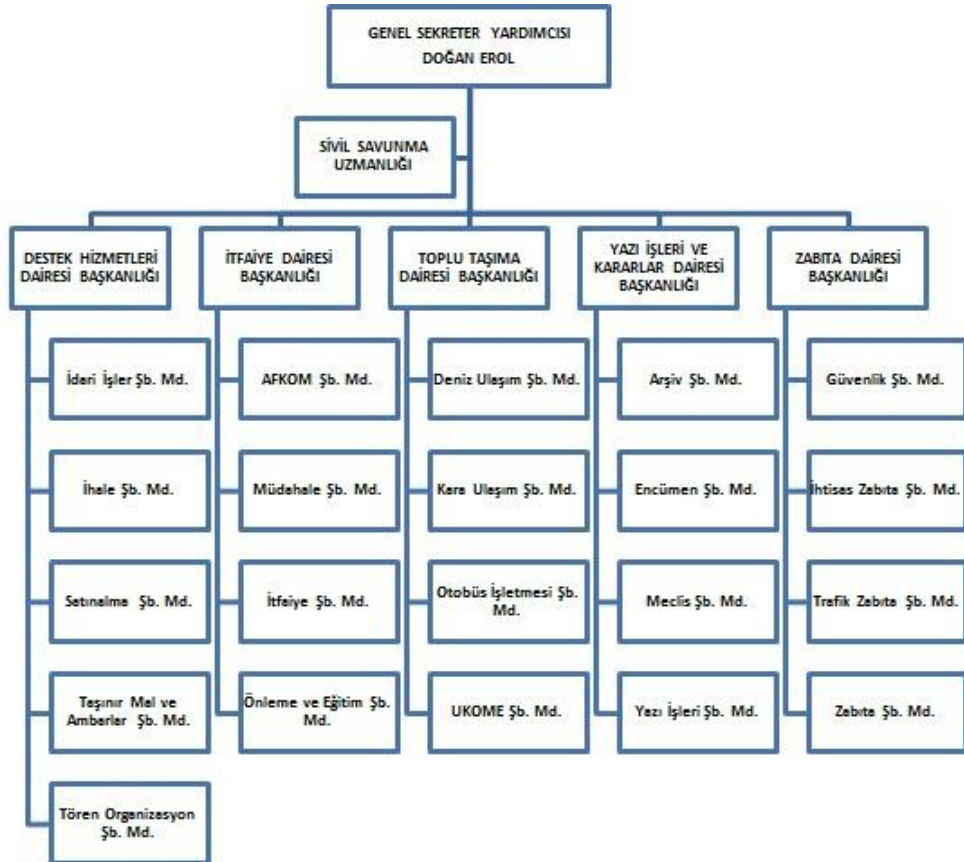 GENEL SEKRETER YARDIMCISI
DOĞAN EROL
SİVİL SAVUNMA
UZMANLIĞI
DESTEK HİZMETLERİ
DAİRESİ BAŞKANLIĞI
İTFAİYE DAİRESİ
BAŞKANLIĞI
TOPLU TAŞIMA
DAİRESİ BAŞKANLIĞI
YAZI İŞLERİ VE
KARARLAR DAİRESİ
BAŞKANLIĞI
ZABITA DAİRESİ
BAŞKANLIĞI
İdari İşler Şb. Md.
AFKOM Şb. Md.
Deniz Ulaşım Şb. Md.
Arşiv Şb. Md.
Güvenlik Şb. Md.
İhale Şb. Md.
Müdahale Şb. Md.
Kara Ulaşım Şb. Md.
Encümen Şb. Md.
İhtisas Zabıta Şb. Md.
Satınalma Şb. Md.
İtfaiye Şb. Md.
Otobüs İşletmesi Şb.
Md.
Meclis Şb. Md.
Trafik Zabıta Şb. Md.
Taşınır Mal ve
Ambarlar Şb. Md.
Önleme ve Eğitim Şb.
Md.
UKOME Şb. Md.
Yazı İşleri Şb. Md.
Zabıta Şb. Md.
Tören Organizasyon
Şb. Md.